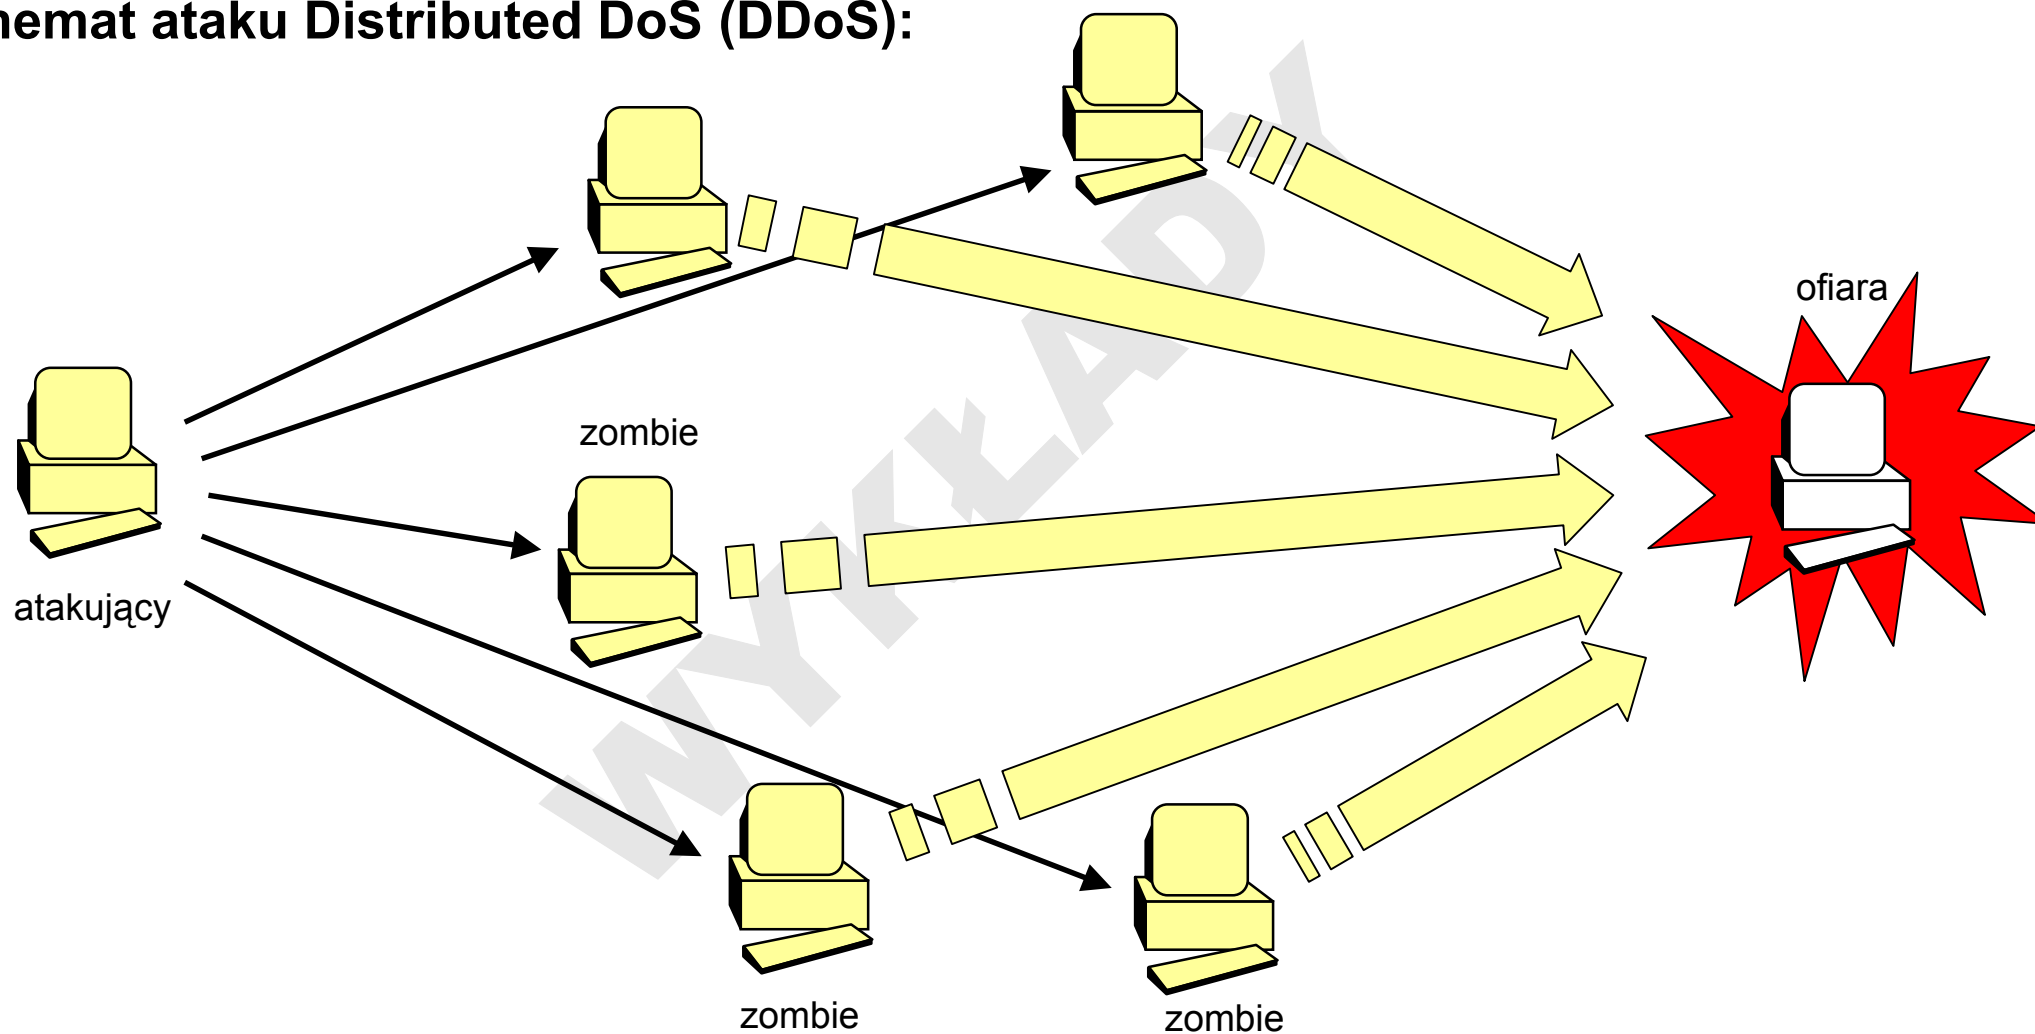 hemat ataku Distributed DoS (DDoS):
ofiara
zombie
atakujący
zombie
zombie
WYKŁADY